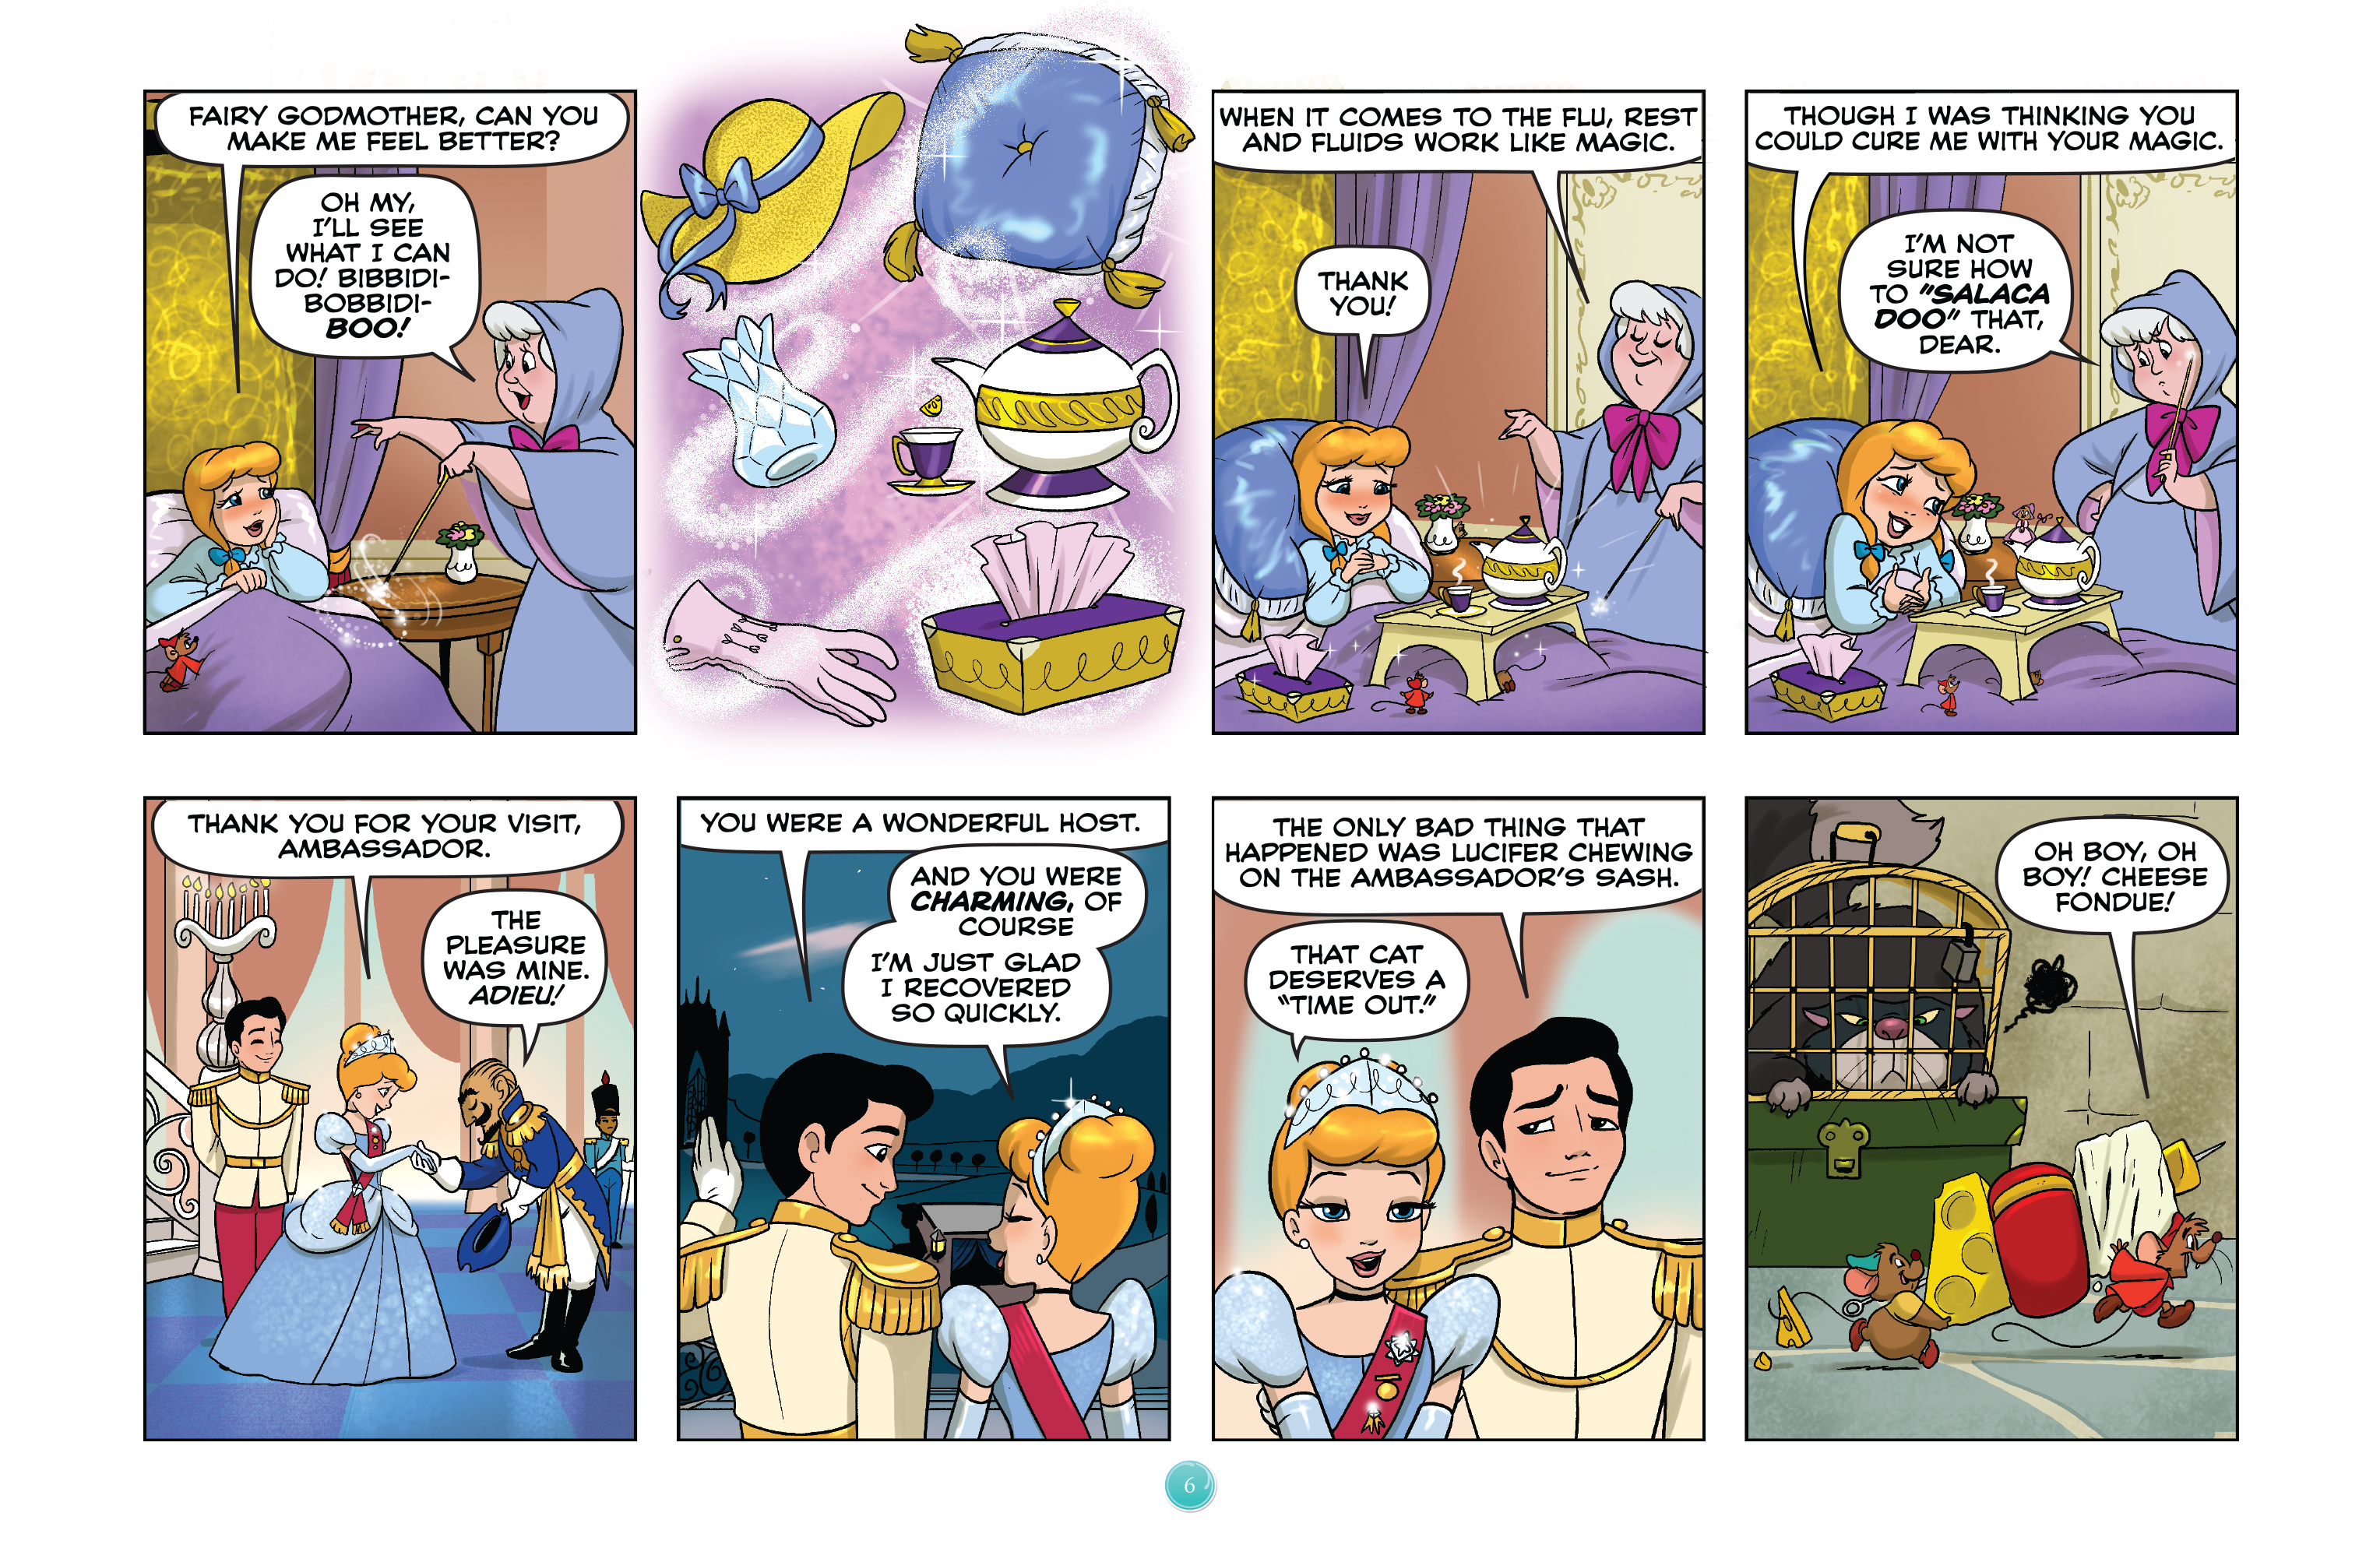 FAIRY GODMOTHER, CAN YOU
MAKE ME FEEL BETTER?
OH MY,
I'LL SEE
WHAT I CAN
DO! BIBBIDI-
BOBBIDI-
BOO!
WHEN IT COMES TO THE FLU, REST
AND FLUIDS WORK LIKE MAGIC.
THANK
YOU!
THOUGH I WAS THINKING YOU
COULD CURE ME WITH YOUR MAGIC.
I'M NOT
SURE HOW
TO "SALACA
DOO" THAT,
DEAR.
THANK YOU FOR YOUR VISIT,
AMBASSADOR.
THE
PLEASURE
WAS MINE.
ADIEU!
YOU WERE A WONDERFUL HOST.
AND YOU WERE
CHARMING, OF
COURSE
I'M JUST GLAD
I RECOVERED
SO QUICKLY.
THE ONLY BAD THING THAT
HAPPENED WAS LUCIFER CHEWING
ON THE AMBASSADOR'S SASH.
THAT CAT
DESERVES A
"TIME OUT."
OH BOY, OH
BOY! CHEESE
FONDUE!
6